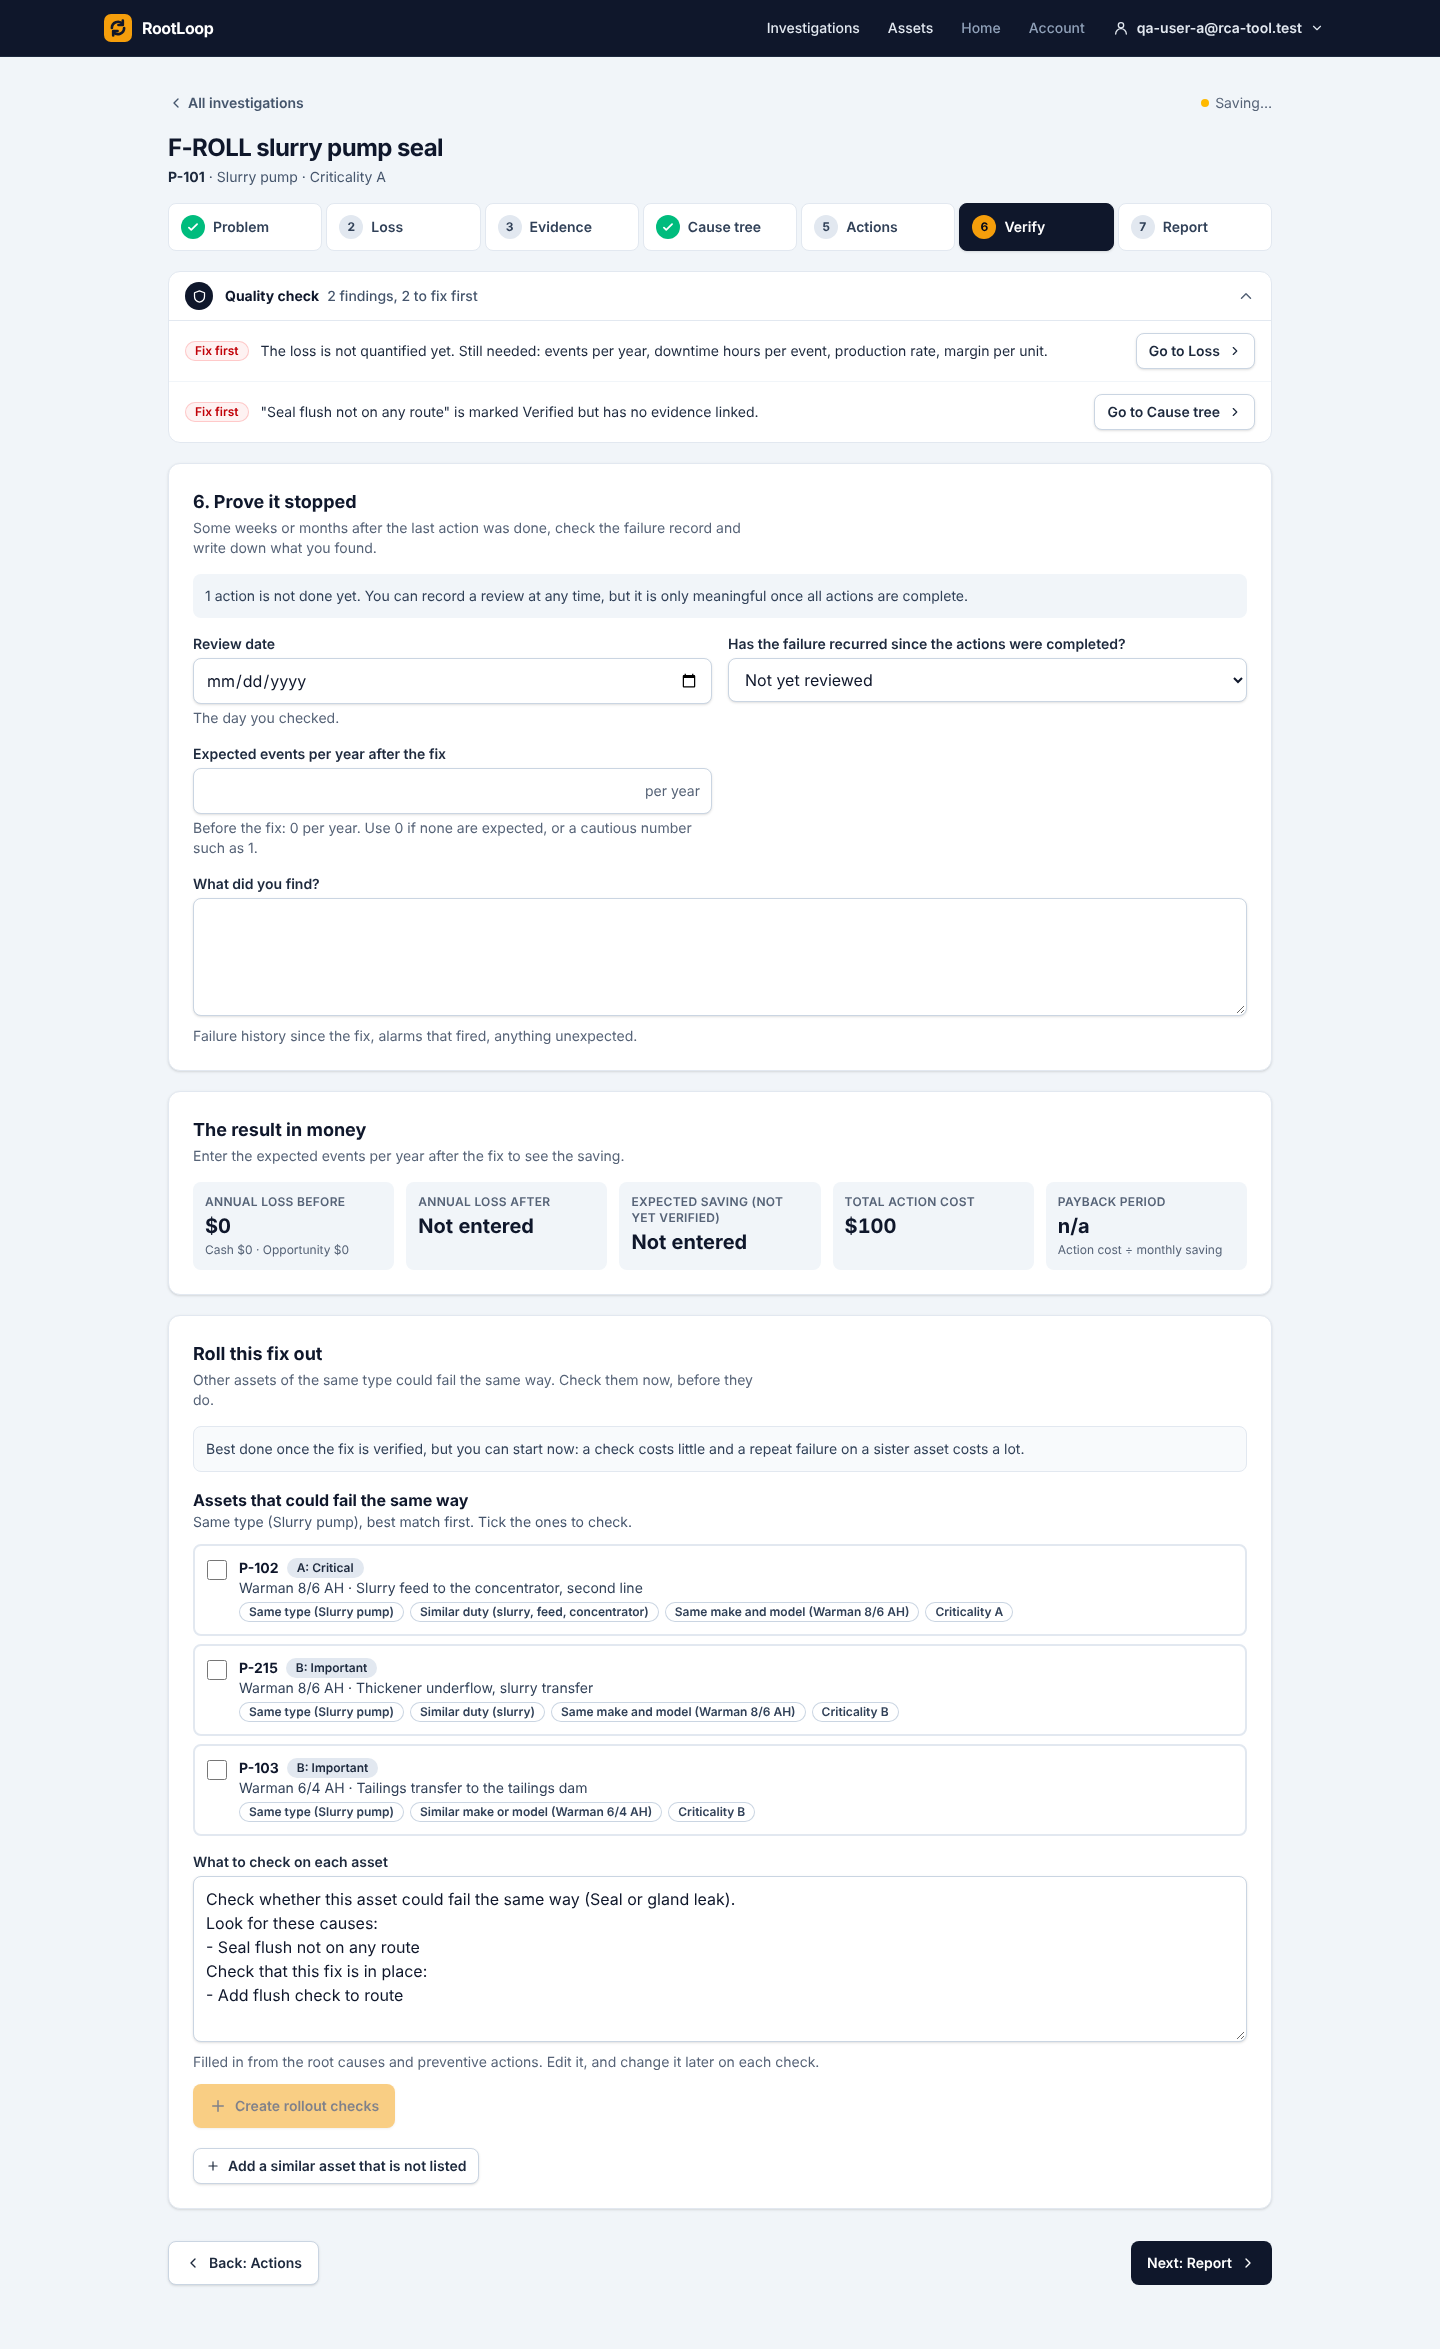 RootLoop
Investigations
Assets
Home
Account
qa-user-a@rca-tool.test
All investigations
Saving...
F-ROLL slurry pump seal
P-101 · Slurry pump · Criticality A
Problem
2 Loss
3 Evidence
Cause tree
5 Actions
6 Verify
7 Report
Quality check 2 findings, 2 to fix first
Fix first The loss is not quantified yet. Still needed: events per year, downtime hours per event, production rate, margin per unit. Go to Loss
Fix first "Seal flush not on any route" is marked Verified but has no evidence linked. Go to Cause tree
6. Prove it stopped
Some weeks or months after the last action was done, check the failure record and
write down what you found.
1 action is not done yet. You can record a review at any time, but it is only meaningful once all actions are complete.
Review date
mm/dd/yyyy
The day you checked.
Has the failure recurred since the actions were completed?
Not yet reviewed
Expected events per year after the fix
per year
Before the fix: 0 per year. Use 0 if none are expected, or a cautious number
such as 1.
What did you find?
Failure history since the fix, alarms that fired, anything unexpected.
The result in money
Enter the expected events per year after the fix to see the saving.
ANNUAL LOSS BEFORE
$0
Cash $0 · Opportunity $0
ANNUAL LOSS AFTER
Not entered
EXPECTED SAVING (NOT
YET VERIFIED)
Not entered
TOTAL ACTION COST
$100
PAYBACK PERIOD
n/a
Action cost ÷ monthly saving
Roll this fix out
Other assets of the same type could fail the same way. Check them now, before they
do.
Best done once the fix is verified, but you can start now: a check costs little and a repeat failure on a sister asset costs a lot.
Assets that could fail the same way
Same type (Slurry pump), best match first. Tick the ones to check.
P-102 A: Critical
Warman 8/6 AH · Slurry feed to the concentrator, second line
Same type (Slurry pump) Similar duty (slurry, feed, concentrator) Same make and model (Warman 8/6 AH) Criticality A
P-215 B: Important
Warman 8/6 AH · Thickener underflow, slurry transfer
Same type (Slurry pump) Similar duty (slurry) Same make and model (Warman 8/6 AH) Criticality B
P-103 B: Important
Warman 6/4 AH · Tailings transfer to the tailings dam
Same type (Slurry pump) Similar make or model (Warman 6/4 AH) Criticality B
What to check on each asset
Check whether this asset could fail the same way (Seal or gland leak).
Look for these causes:
- Seal flush not on any route
Check that this fix is in place:
- Add flush check to route
Filled in from the root causes and preventive actions. Edit it, and change it later on each check.
Create rollout checks
Add a similar asset that is not listed
Back: Actions
Next: Report